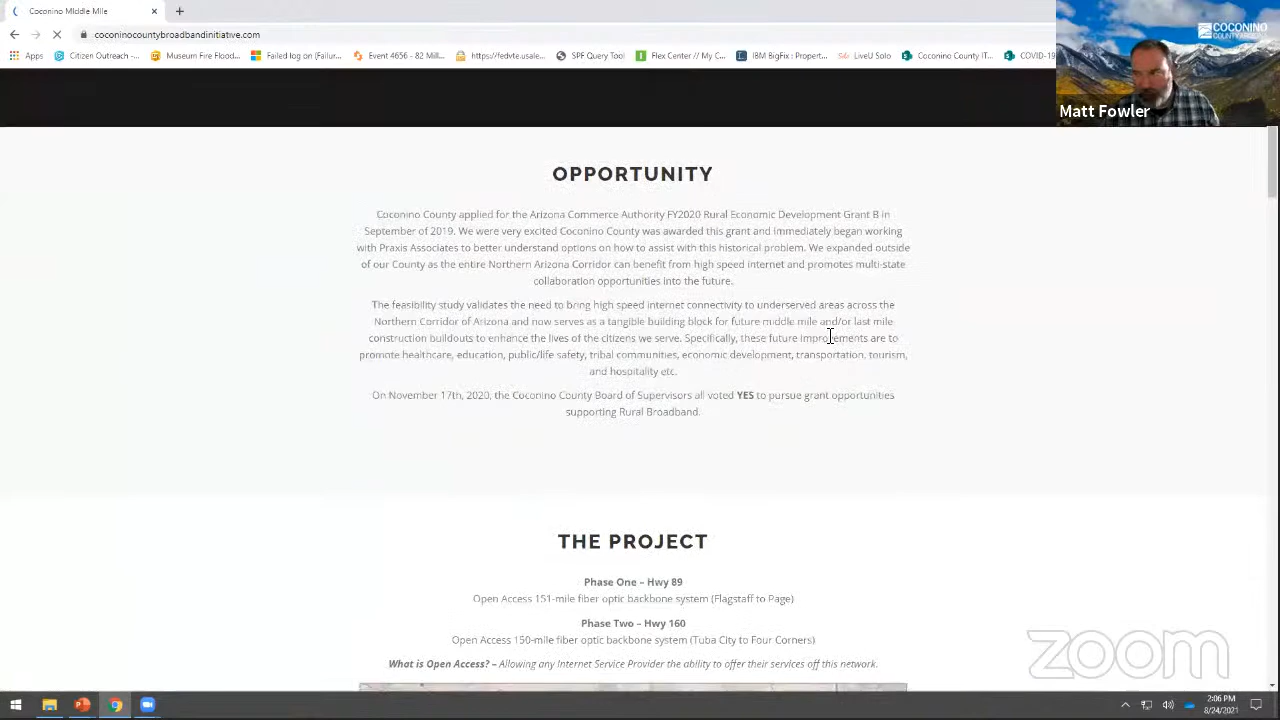 Coconino Middle Mile
coconinocountybroadbandinitiative.com
Apps
Citizen Outreach -...
Museum Fire Flood...
Failed log on (Failur...
Event 4656 - 82 Mill...
https://fedvte.usale...
SPF Query Tool
Flex Center // My C...
IBM BigFix : Propert...
LiveU Solo
Coconino County IT...
COVID-19
COCONINO
COUNTY ARIZONA
Matt Fowler
OPPORTUNITY
Coconino County applied for the Arizona Commerce Authority FY2020 Rural Economic Development Grant B in
September of 2019. We were very excited Coconino County was awarded this grant and immediately began working
with Praxis Associates to better understand options on how to assist with this historical problem. We expanded outside
of our County as the entire Northern Arizona Corridor can benefit from high speed internet and promotes multi-state
collaboration opportunities into the future.
The feasibility study validates the need to bring high speed internet connectivity to underserved areas across the
Northern Corridor of Arizona and now serves as a tangible building block for future middle mile and/or last mile
construction buildouts to enhance the lives of the citizens we serve. Specifically, these future improvements are to
promote healthcare, education, public/life safety, tribal communities, economic development, transportation, tourism,
and hospitality etc.
On November 17th, 2020, the Coconino County Board of Supervisors all voted YES to pursue grant opportunities
supporting Rural Broadband.
THE PROJECT
Phase One – Hwy 89
Open Access 151-mile fiber optic backbone system (Flagstaff to Page)
Phase Two – Hwy 160
Open Access 150-mile fiber optic backbone system (Tuba City to Four Corners)
What is Open Access? – Allowing any Internet Service Provider the ability to offer their services off this network.
zoom
2:06 PM
8/24/2021